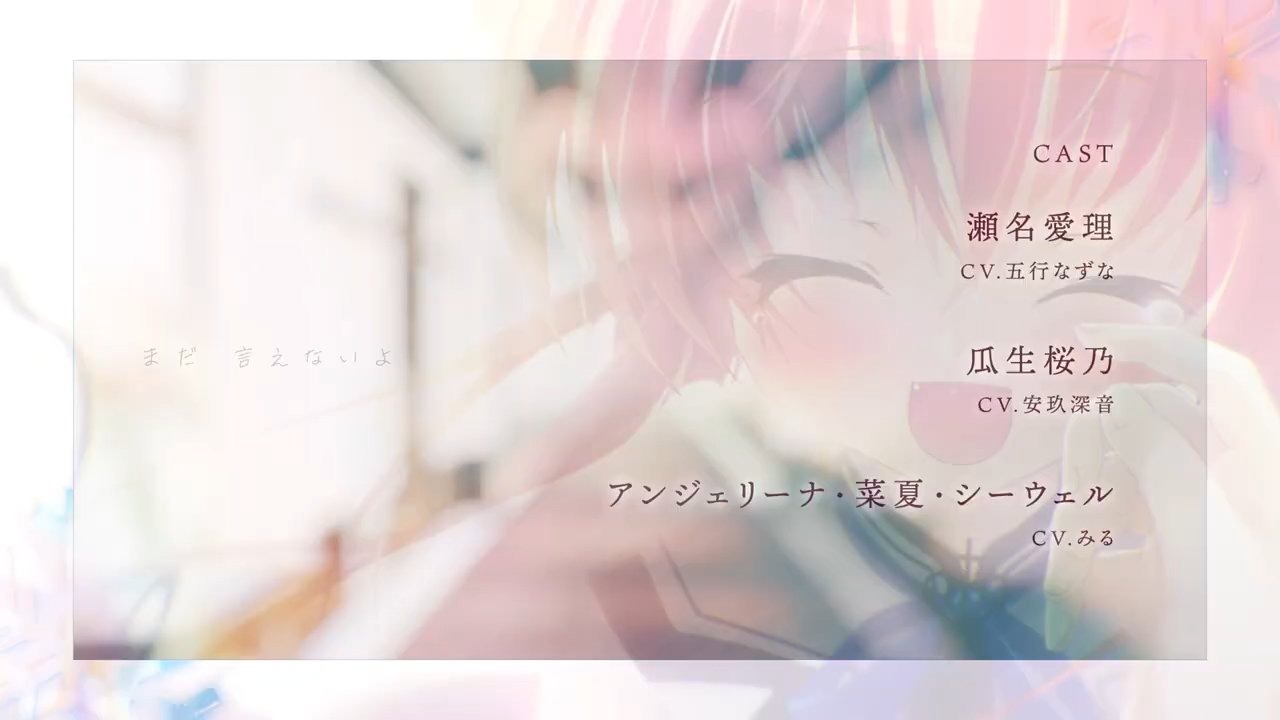 CAST
瀬名愛理
CV.五行なずな
まだ 言えないよ
瓜生桜乃
CV.安玖深音
アンジェリーナ・菜夏・シーウェル
CV.みる